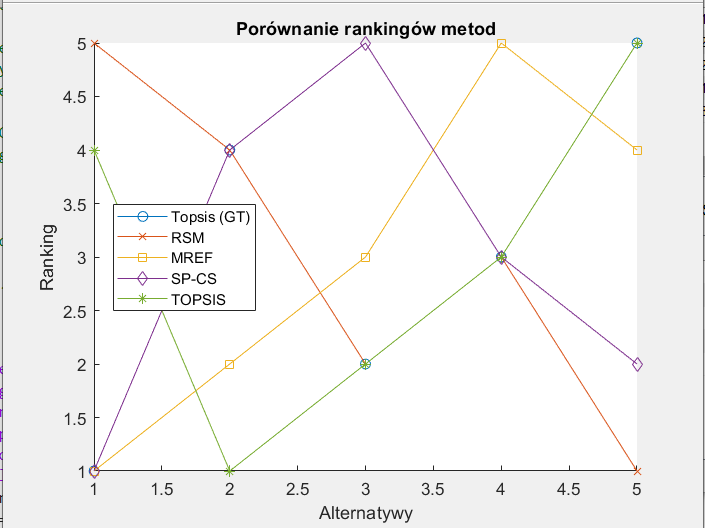 Porównanie rankingów metod
5
4.5
4
3.5
3
2.5
2
1.5
1
Ranking
Topsis (GT)
RSM
MREF
SP-CS
TOPSIS
1 1.5 2 2.5 3 3.5 4 4.5 5
Alternatywy